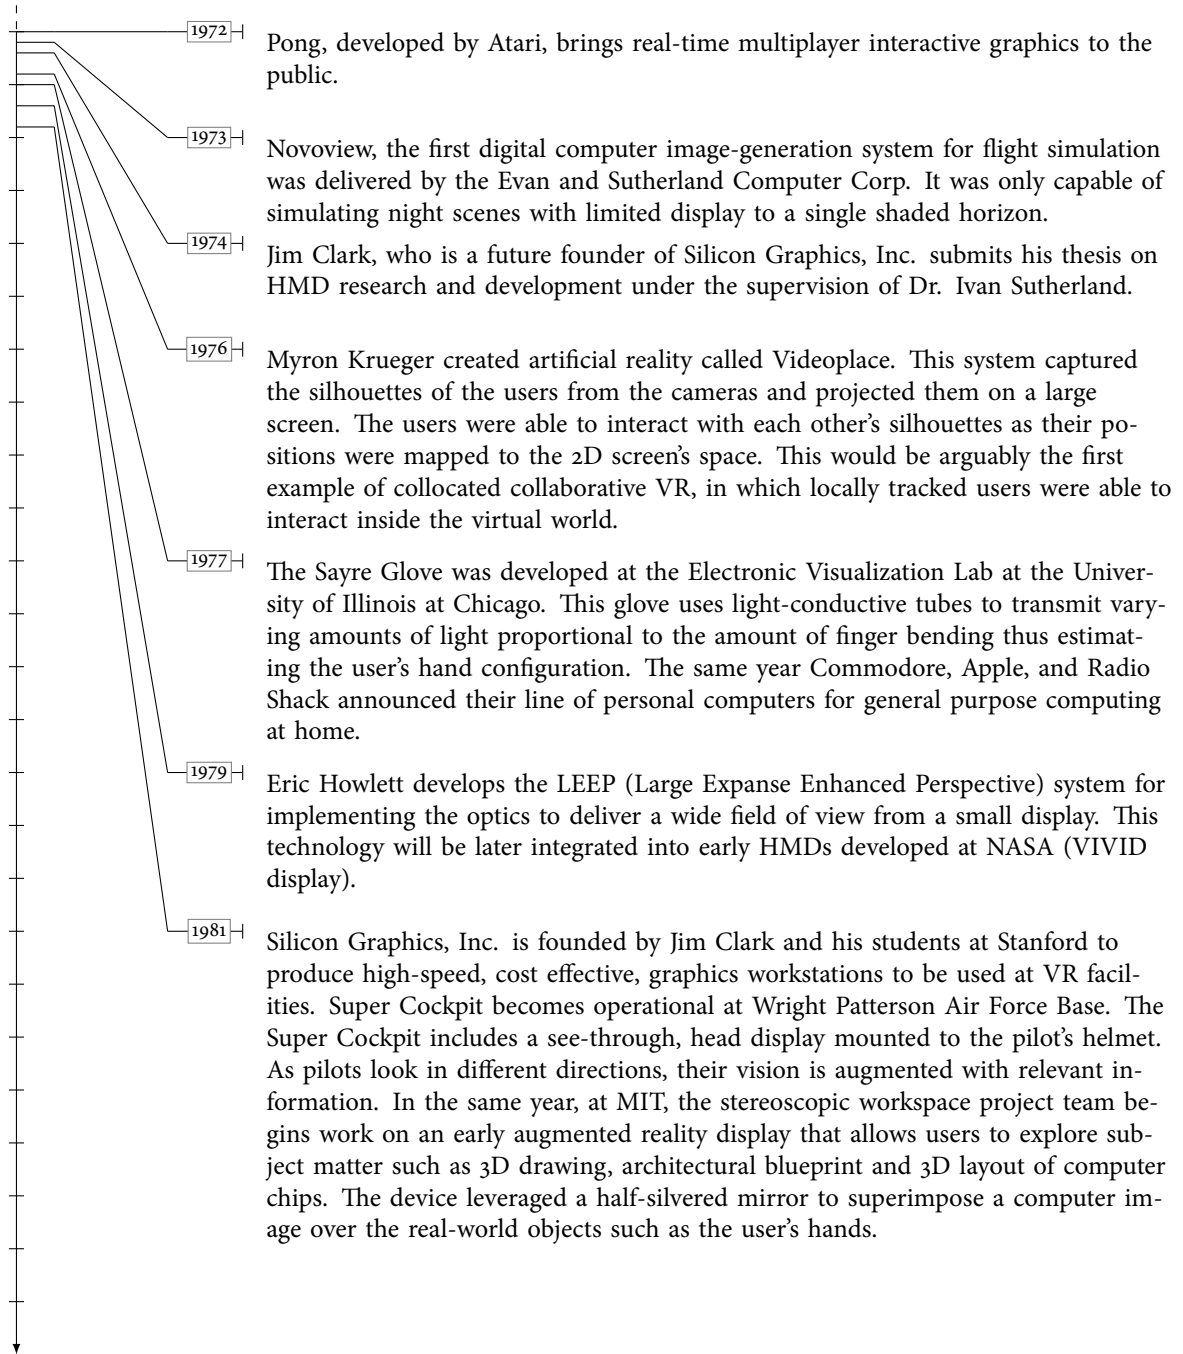 1972
Pong, developed by Atari, brings real-time multiplayer interactive graphics to the
public.
1973
Novoview, the first digital computer image-generation system for flight simulation
was delivered by the Evan and Sutherland Computer Corp. It was only capable of
simulating night scenes with limited display to a single shaded horizon.
1974
Jim Clark, who is a future founder of Silicon Graphics, Inc. submits his thesis on
HMD research and development under the supervision of Dr. Ivan Sutherland.
1976
Myron Krueger created artificial reality called Videoplace. This system captured
the silhouettes of the users from the cameras and projected them on a large
screen. The users were able to interact with each other's silhouettes as their po-
sitions were mapped to the 2D screen's space. This would be arguably the first
example of collocated collaborative VR, in which locally tracked users were able to
interact inside the virtual world.
1977
The Sayre Glove was developed at the Electronic Visualization Lab at the Univer-
sity of Illinois at Chicago. This glove uses light-conductive tubes to transmit vary-
ing amounts of light proportional to the amount of finger bending thus estimat-
ing the user's hand configuration. The same year Commodore, Apple, and Radio
Shack announced their line of personal computers for general purpose computing
at home.
1979
Eric Howlett develops the LEEP (Large Expanse Enhanced Perspective) system for
implementing the optics to deliver a wide field of view from a small display. This
technology will be later integrated into early HMDs developed at NASA (VIVID
display).
1981
Silicon Graphics, Inc. is founded by Jim Clark and his students at Stanford to
produce high-speed, cost effective, graphics workstations to be used at VR facil-
ities. Super Cockpit becomes operational at Wright Patterson Air Force Base. The
Super Cockpit includes a see-through, head display mounted to the pilot's helmet.
As pilots look in different directions, their vision is augmented with relevant in-
formation. In the same year, at MIT, the stereoscopic workspace project team be-
gins work on an early augmented reality display that allows users to explore sub-
ject matter such as 3D drawing, architectural blueprint and 3D layout of computer
chips. The device leveraged a half-silvered mirror to superimpose a computer im-
age over the real-world objects such as the user's hands.